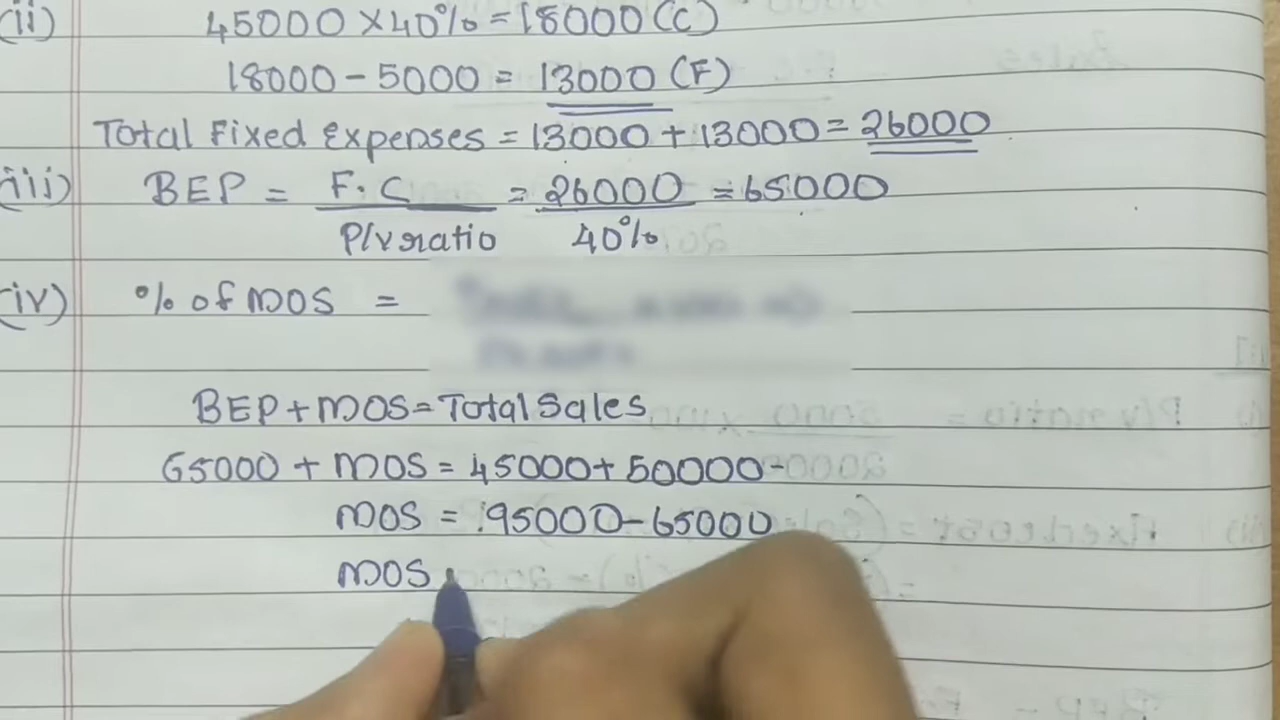 (ii) 45000 × 40% = 18000 (C)
18000 - 5000 = 13000 (F)
Total Fixed Expenses = 13000 + 13000 = 26000
(iii) BEP = F.C / P/v ratio = 26000 / 40% = 65000
(iv) % of MOS =
BEP + MOS = Total Sales
65000 + MOS = 45000 + 50000 -
MOS = 95000 - 65000
MOS